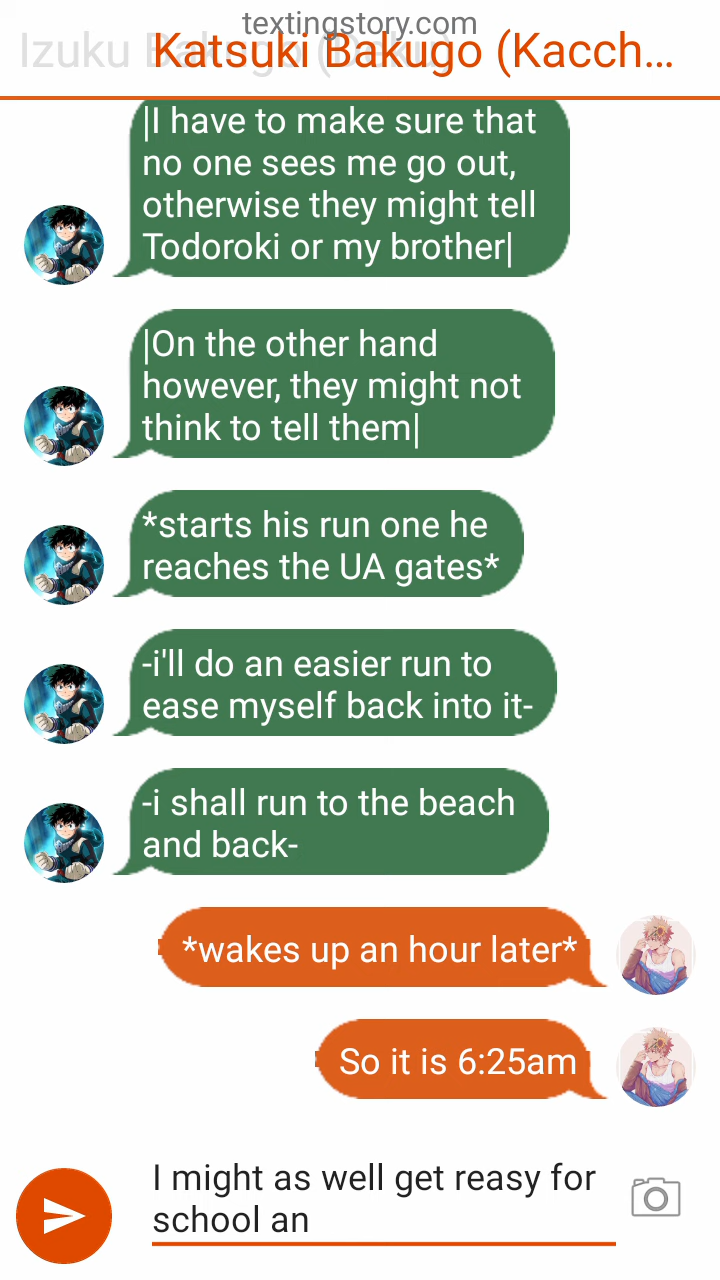 textingstory.com
Izuku Bakugo (Deku)
Katsuki Bakugo (Kacch...
|I have to make sure that
no one sees me go out,
otherwise they might tell
Todoroki or my brother|
|On the other hand
however, they might not
think to tell them|
*starts his run one he
reaches the UA gates*
-i'll do an easier run to
ease myself back into it-
-i shall run to the beach
and back-
*wakes up an hour later*
So it is 6:25am
I might as well get reasy for
school an